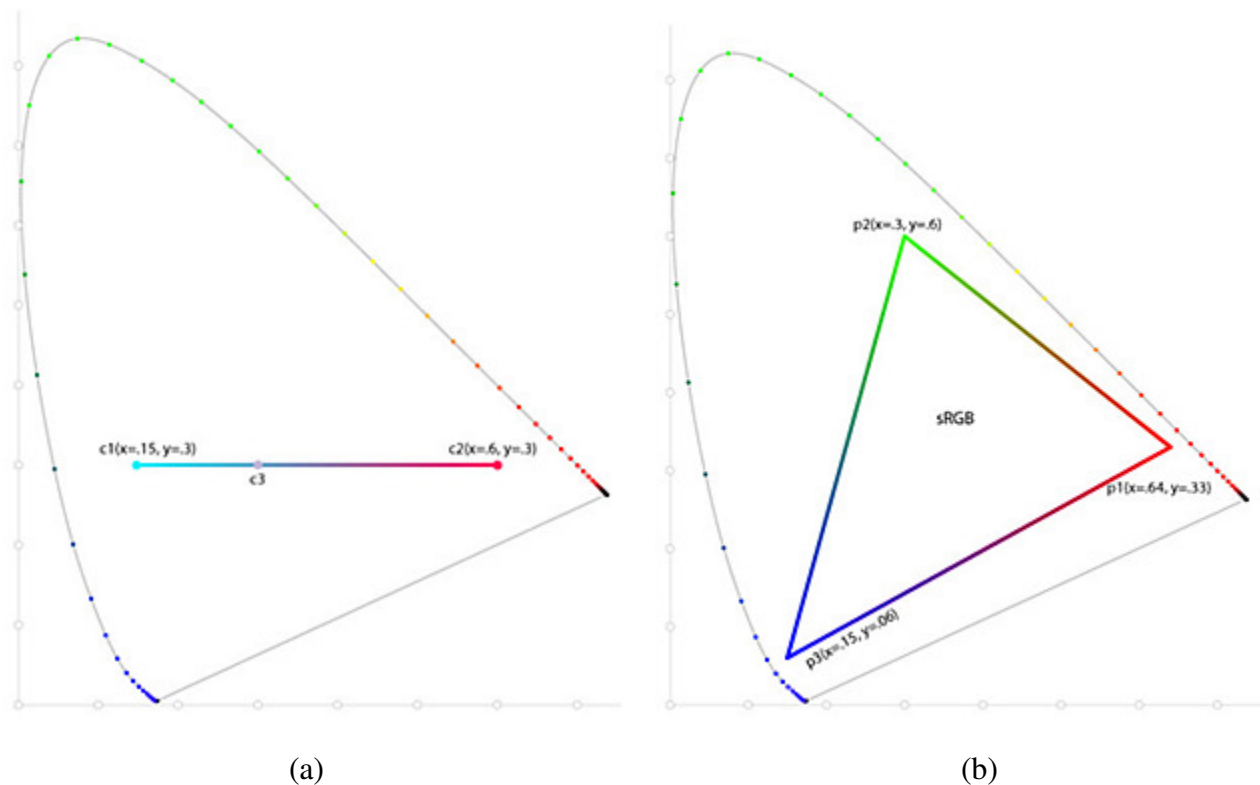 c1(x=.15, y=.3)
c2(x=.6, y=.3)
c3
(a)
p2(x=.3, y=.6)
sRGB
p1(x=.64, y=.33)
p3(x=.15, y=.06)
(b)